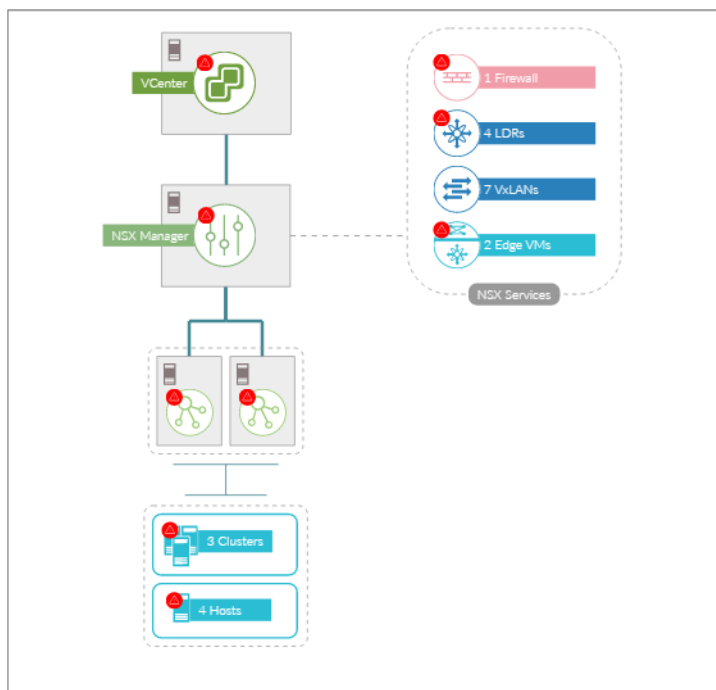 VCenter
NSX Manager
1 Firewall
4 LDRs
7 VxLANs
2 Edge VMs
NSX Services
3 Clusters
4 Hosts